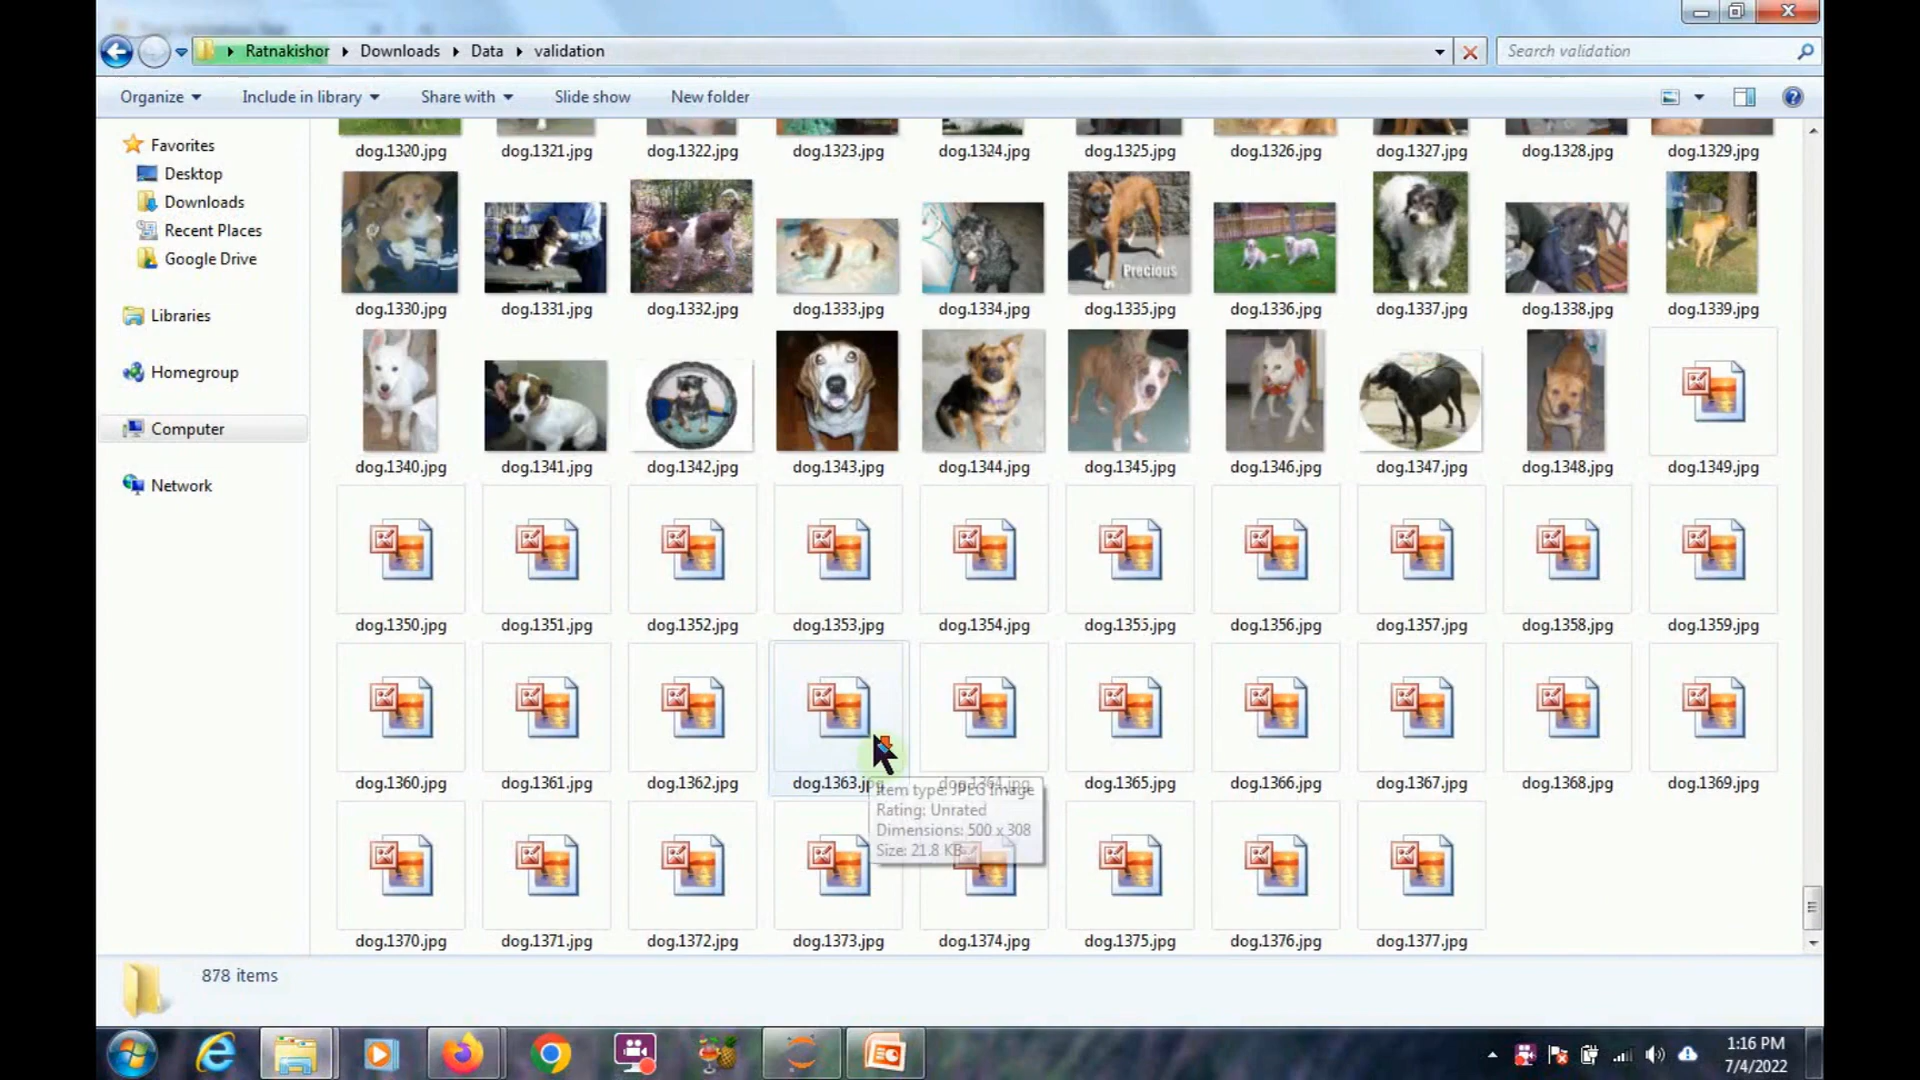 Ratnakishor Downloads Data validation
Search validation
Organize Include in library Share with Slide show New folder
Favorites
Desktop
Downloads
Recent Places
Google Drive
Libraries
Homegroup
Computer
Network
dog.1320.jpg dog.1321.jpg dog.1322.jpg dog.1323.jpg dog.1324.jpg dog.1325.jpg dog.1326.jpg dog.1327.jpg dog.1328.jpg dog.1329.jpg
Precious
dog.1330.jpg dog.1331.jpg dog.1332.jpg dog.1333.jpg dog.1334.jpg dog.1335.jpg dog.1336.jpg dog.1337.jpg dog.1338.jpg dog.1339.jpg
dog.1340.jpg dog.1341.jpg dog.1342.jpg dog.1343.jpg dog.1344.jpg dog.1345.jpg dog.1346.jpg dog.1347.jpg dog.1348.jpg dog.1349.jpg
dog.1350.jpg dog.1351.jpg dog.1352.jpg dog.1353.jpg dog.1354.jpg dog.1355.jpg dog.1356.jpg dog.1357.jpg dog.1358.jpg dog.1359.jpg
dog.1360.jpg dog.1361.jpg dog.1362.jpg dog.1363.jpg dog.1364.jpg dog.1365.jpg dog.1366.jpg dog.1367.jpg dog.1368.jpg dog.1369.jpg
Item type: JPEG Image
Rating: Unrated
Dimensions: 500 x 308
Size: 21.8 KB
dog.1370.jpg dog.1371.jpg dog.1372.jpg dog.1373.jpg dog.1374.jpg dog.1375.jpg dog.1376.jpg dog.1377.jpg
878 items
1:16 PM
7/4/2022